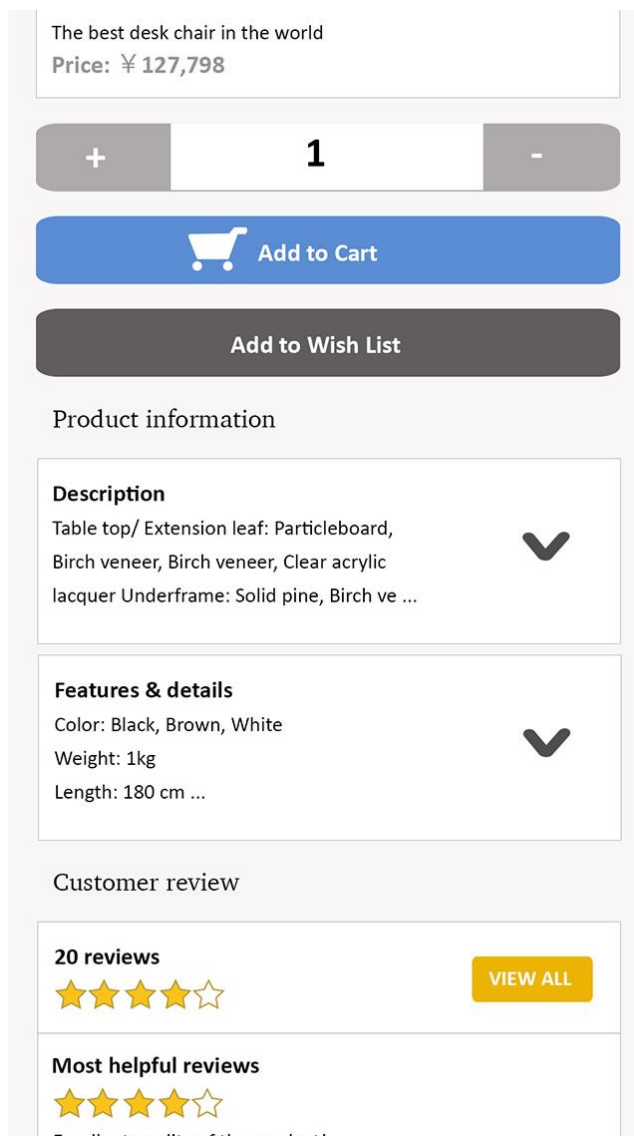 The best desk chair in the world
Price: ￥127,798
+ 1 -
Add to Cart
Add to Wish List
Product information
Description
Table top/ Extension leaf: Particleboard,
Birch veneer, Birch veneer, Clear acrylic
lacquer Underframe: Solid pine, Birch ve ...
Features & details
Color: Black, Brown, White
Weight: 1kg
Length: 180 cm ...
Customer review
20 reviews
VIEW ALL
Most helpful reviews